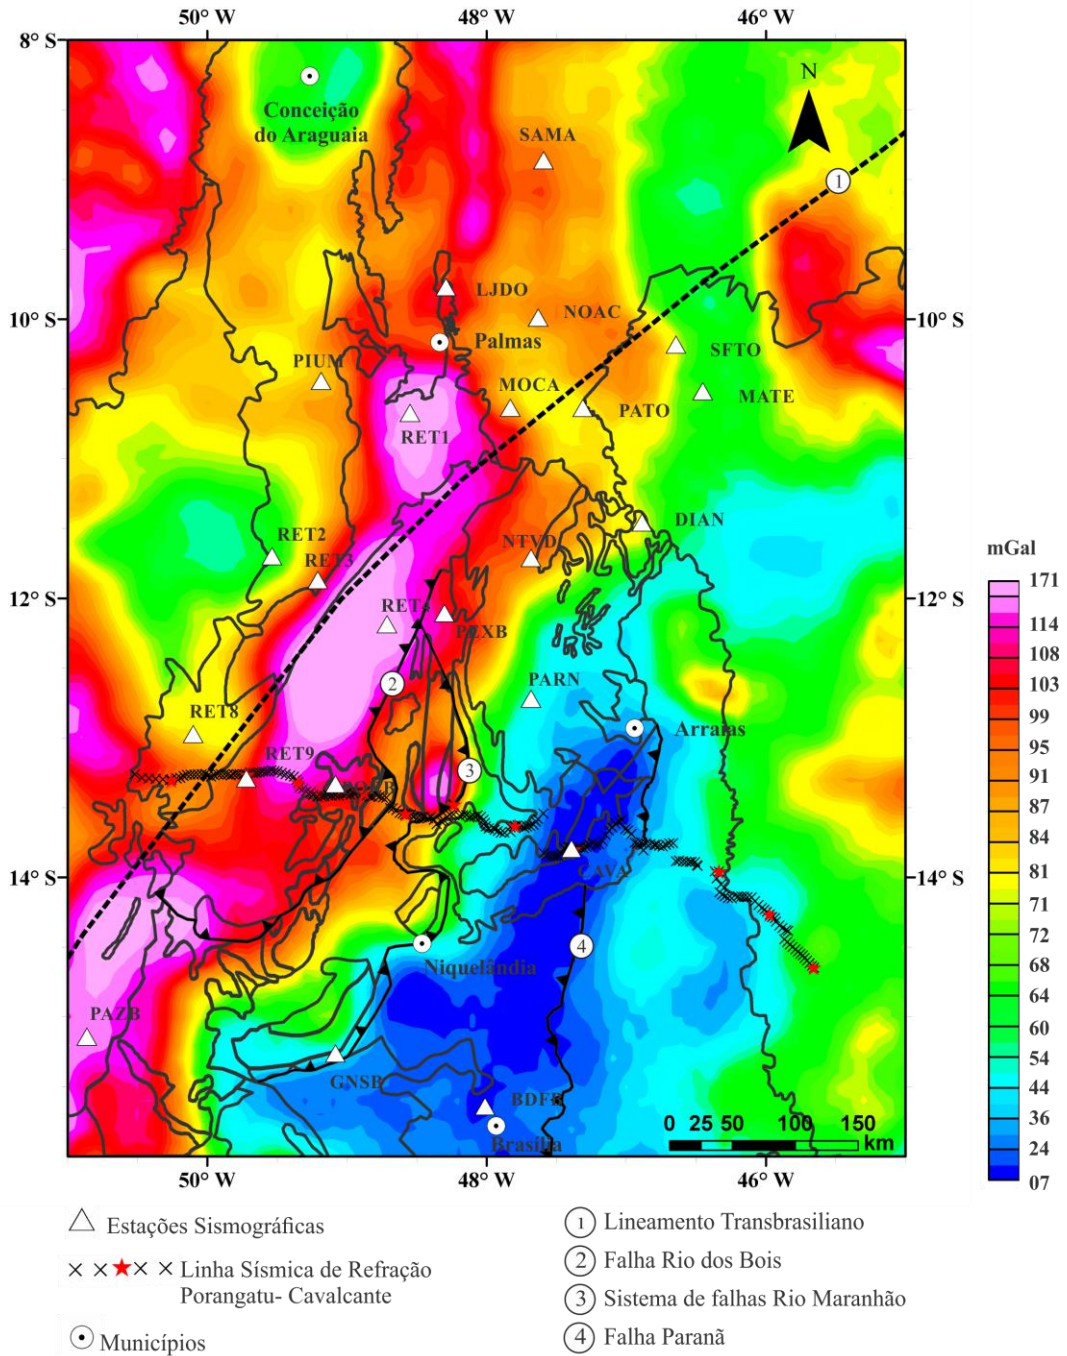 50° W
48° W
46° W
8° S
N
Conceição
do Araguaia
SAMA
1
LJDO
10° S
10° S
NOAC
Palmas
SFTO
PIUM
MOCA
MATE
PATO
RET1
DIAN
RET2
NTVD
RET3
mGal
171
12° S
12° S
RET4
114
PEXB
108
2
PARN
103
RET8
Arraias
99
RET9
3
95
91
87
84
14° S
CAVA
14° S
81
4
71
Niquelândia
72
68
PAZB
64
60
GNSB
54
BDFB
44
Brasília
0 25 50 100 150
km
36
24
07
50° W
48° W
46° W
Estações Sismográficas
Linha Sísmica de Refração
Porangatu- Cavalcante
Municípios
1 Lineamento Transbrasiliano
2 Falha Rio dos Bois
3 Sistema de falhas Rio Maranhão
4 Falha Paranã